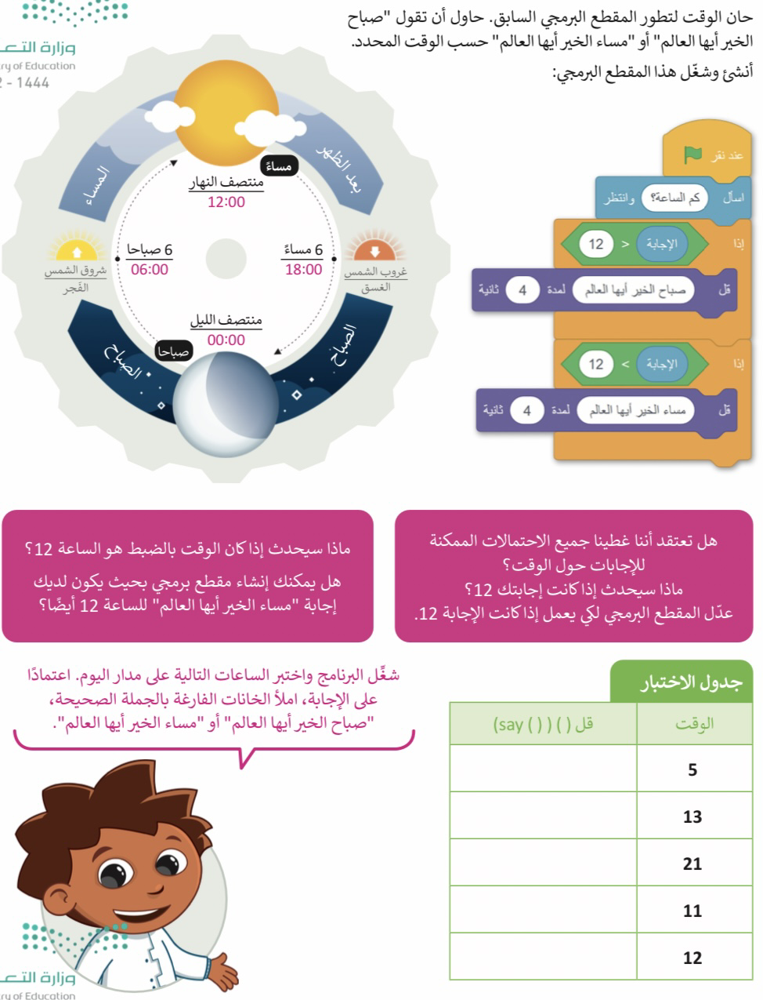 حان الوقت لتطور المقطع البرمجي السابق. حاول أن تقول "صباح
الخير أيها العالم" أو "مساء الخير أيها العالم" حسب الوقت المحدد.
أنشئ وشغّل هذا المقطع البرمجي:
وزارة التعـ
ry of Education
2 - 1444
عند نقر
اسأل كم الساعة؟ وانتظر
إذا الإجابة > 12
قل صباح الخير أيها العالم لمدة 4 ثانية
إذا الإجابة < 12
قل مساء الخير أيها العالم لمدة 4 ثانية
بعد الظهر
المساء
مساءً
منتصف النهار
12:00
6 مساءً
18:00
6 صباحا
06:00
غروب الشمس
الغسق
شروق الشمس
الفَجر
منتصف الليل
00:00
صباحا
الصباح
الصباح
هل تعتقد أننا غطينا جميع الاحتمالات الممكنة
للإجابات حول الوقت؟
ماذا سيحدث إذا كانت إجابتك 12؟
عدّل المقطع البرمجي لكي يعمل إذا كانت الإجابة 12.
ماذا سيحدث إذا كان الوقت بالضبط هو الساعة 12؟
هل يمكنك إنشاء مقطع برمجي بحيث يكون لديك
إجابة "مساء الخير أيها العالم" للساعة 12 أيضًا؟
شغِّل البرنامج واختبر الساعات التالية على مدار اليوم. اعتمادًا
على الإجابة، املأ الخانات الفارغة بالجملة الصحيحة،
"صباح الخير أيها العالم" أو "مساء الخير أيها العالم".
جدول الاختبار
الوقت قل ( ) (say ( ) )
5
13
21
11
12
وزارة التعـ
ry of Education